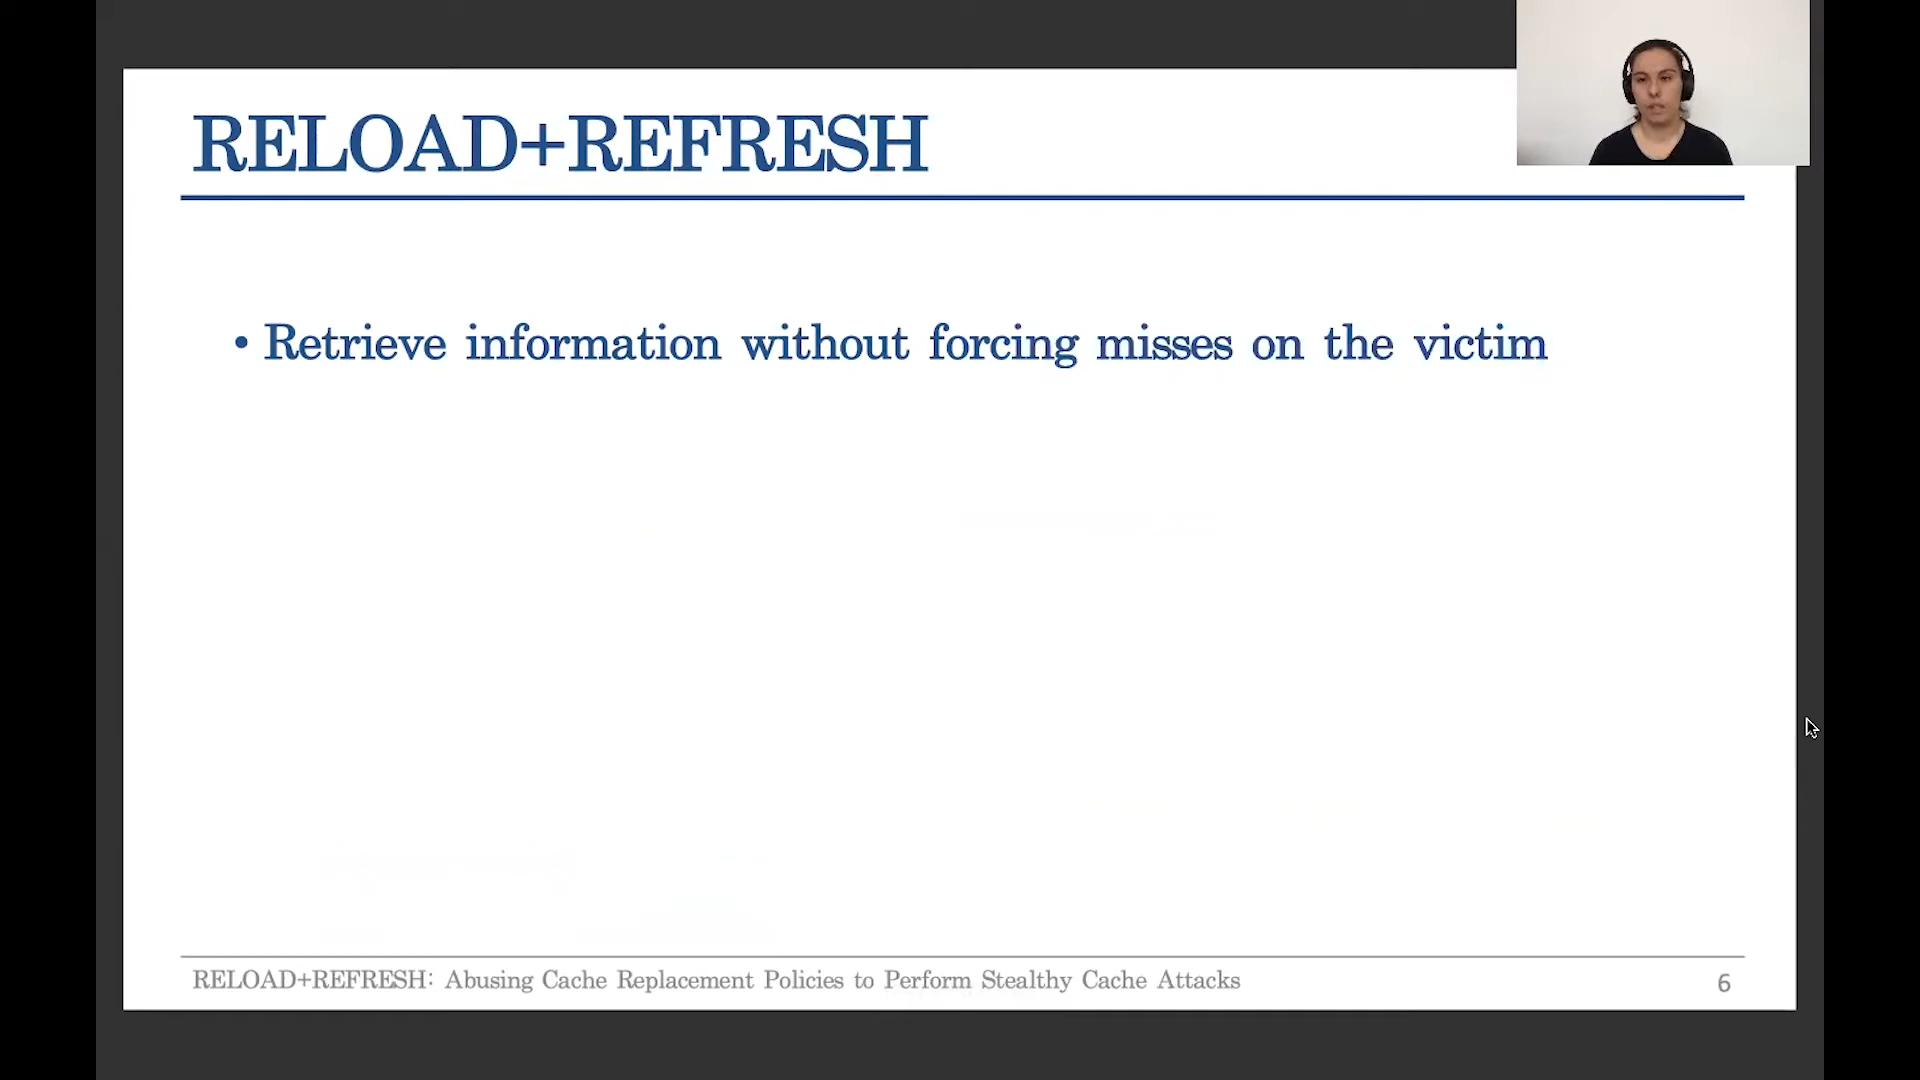 RELOAD+REFRESH
• Retrieve information without forcing misses on the victim
RELOAD+REFRESH: Abusing Cache Replacement Policies to Perform Stealthy Cache Attacks
6